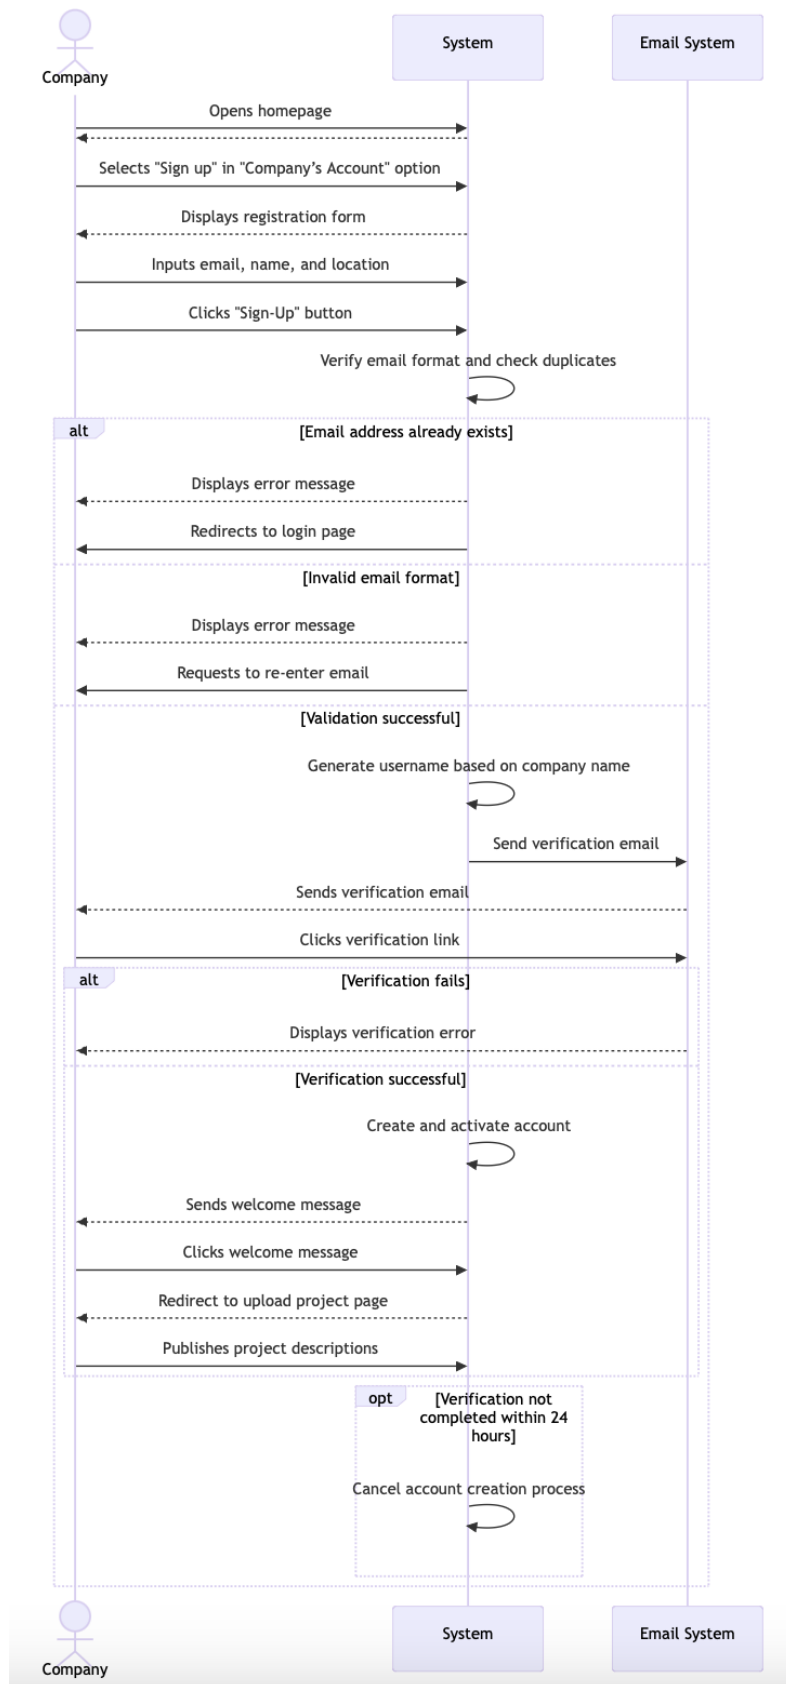 Company
System
Email System
Opens homepage
Selects "Sign up" in "Company’s Account" option
Displays registration form
Inputs email, name, and location
Clicks "Sign-Up" button
Verify email format and check duplicates
alt
[Email address already exists]
Displays error message
Redirects to login page
[Invalid email format]
Displays error message
Requests to re-enter email
[Validation successful]
Generate username based on company name
Send verification email
Sends verification email
Clicks verification link
alt
[Verification fails]
Displays verification error
[Verification successful]
Create and activate account
Sends welcome message
Clicks welcome message
Redirect to upload project page
Publishes project descriptions
opt
[Verification not
completed within 24
hours]
Cancel account creation process
Company
System
Email System